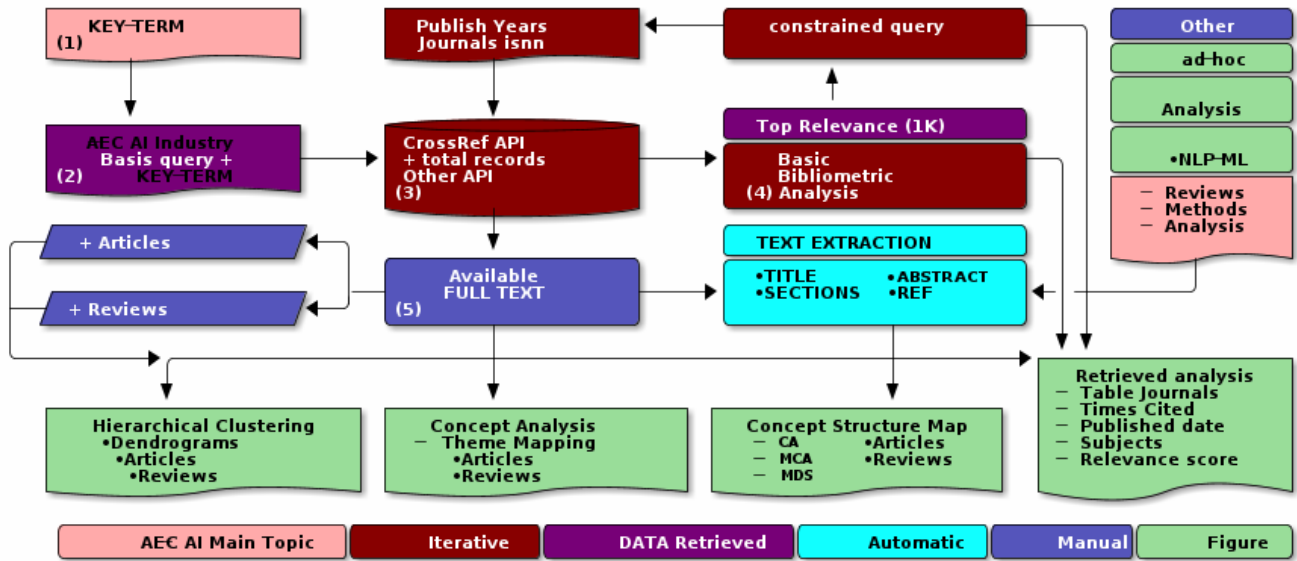 KEY-TERM
(1)
Publish Years
Journals isnn
constrained query
Other
ad-hoc
Analysis
•NLP-ML
— Reviews
— Methods
— Analysis
AEC AI Industry
Basis query +
(2) KEY-TERM
CrossRef API
+ total records
Other API
(3)
Top Relevance (1K)
Basic
Bibliometric
(4) Analysis
+ Articles
+ Reviews
Available
FULL TEXT
(5)
TEXT EXTRACTION
•TITLE •ABSTRACT
•SECTIONS •REF
Hierarchical Clustering
•Dendrograms
•Articles
•Reviews
Concept Analysis
— Theme Mapping
•Articles
•Reviews
Concept Structure Map
— CA •Articles
— MCA •Reviews
— MDS
Retrieved analysis
— Table Journals
— Times Cited
— Published date
— Subjects
— Relevance score
AEC AI Main Topic
Iterative
DATA Retrieved
Automatic
Manual
Figure